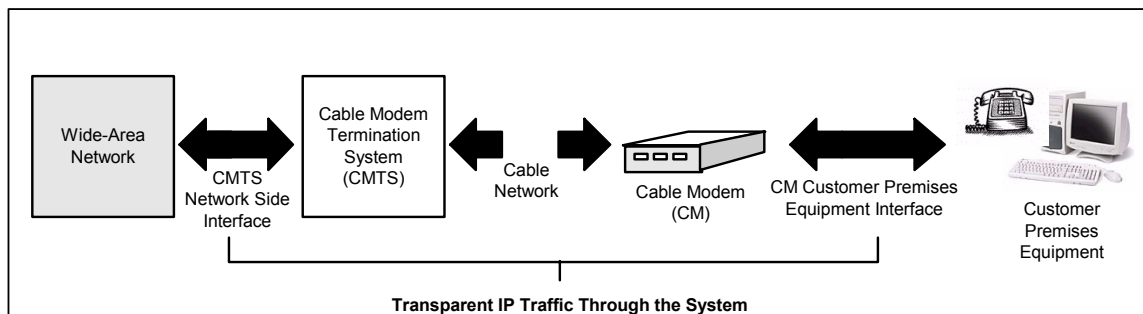 Wide-Area
Network
CMTS
Network Side
Interface
Cable Modem
Termination
System
(CMTS)
Cable
Network
Cable Modem
(CM)
CM Customer Premises
Equipment Interface
Customer
Premises
Equipment
Transparent IP Traffic Through the System